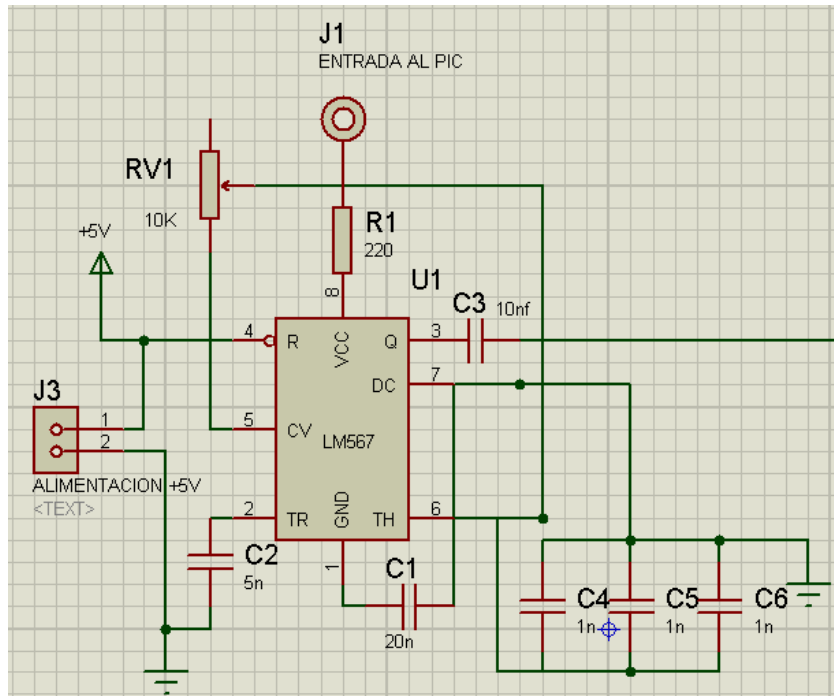 J1
ENTRADA AL PIC
RV1
10K
R1
220
+5V
8
U1
C3
10nf
4
R
VCC
Q
3
DC
7
J3
1
2
5
CV
LM567
ALIMENTACION +5V
<TEXT>
2
TR
GND
TH
6
C2
5n
1
C1
20n
C4
1n
C5
1n
C6
1n